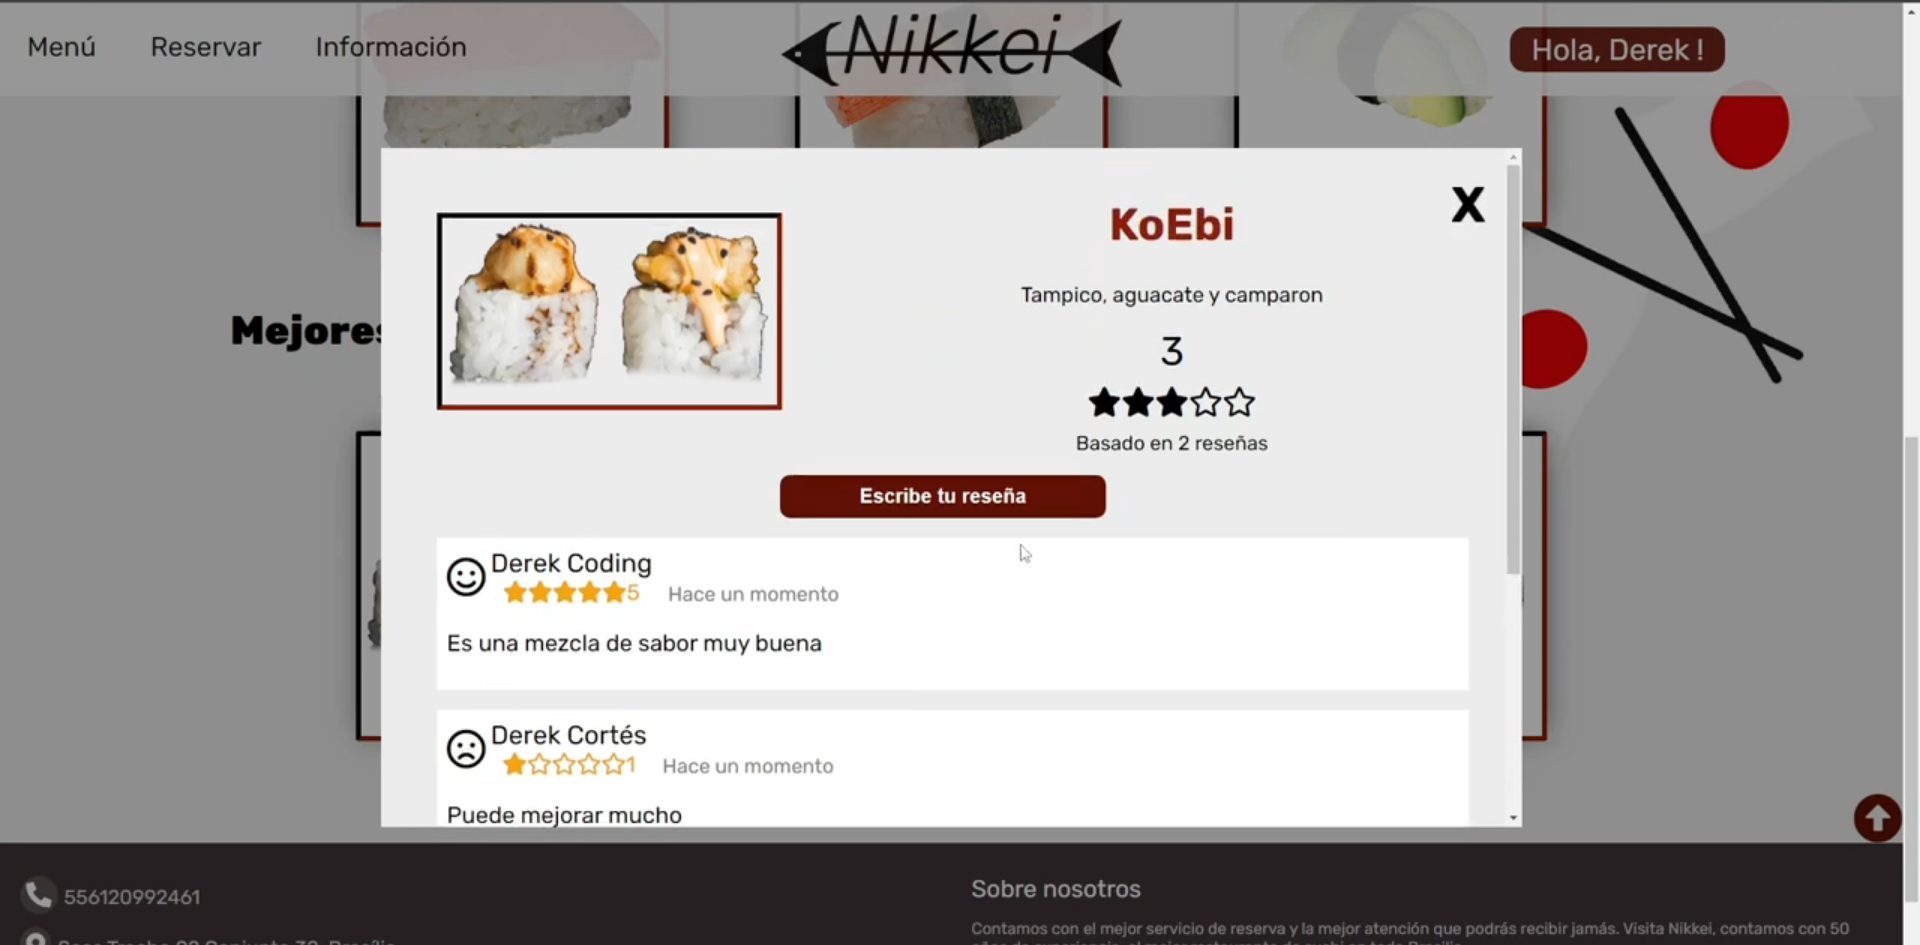 Menú
Reservar
Información
Nikkei
Hola, Derek !
Mejores
X
KoEbi
Tampico, aguacate y camparon
3
Basado en 2 reseñas
Escribe tu reseña
Derek Coding
5 Hace un momento
Es una mezcla de sabor muy buena
Derek Cortés
1 Hace un momento
Puede mejorar mucho
556120992461
Sobre nosotros
Contamos con el mejor servicio de reserva y la mejor atención que podrás recibir jamás. Visita Nikkei, contamos con 50